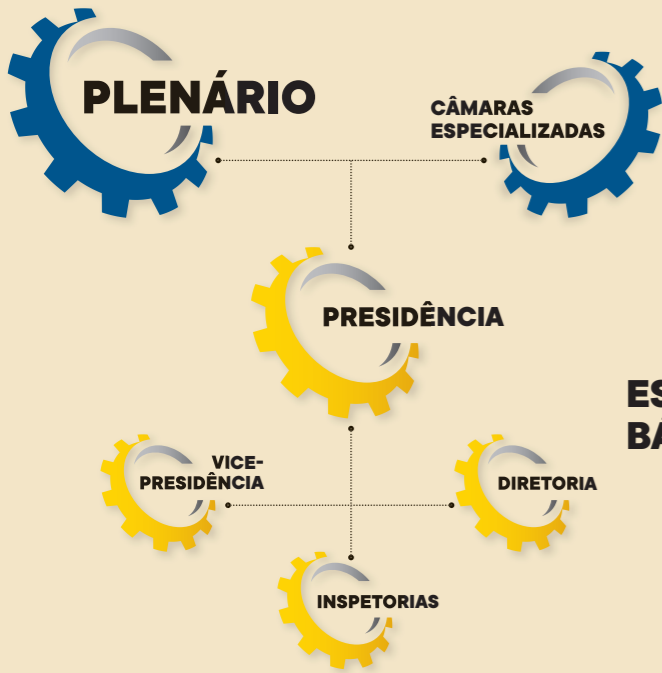 PLENÁRIO
CÂMARAS
ESPECIALIZADAS
PRESIDÊNCIA
VICE-
PRESIDÊNCIA
DIRETORIA
INSPETORIAS